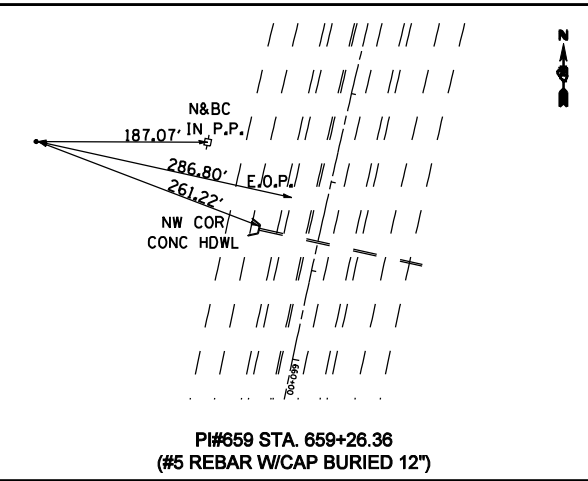 N
N&BC
IN P.P.
187.07'
286.80'
E.O.P.
261.22'
NW COR
CONC HDWL
1660+00
PI#659 STA. 659+26.36
(#5 REBAR W/CAP BURIED 12")